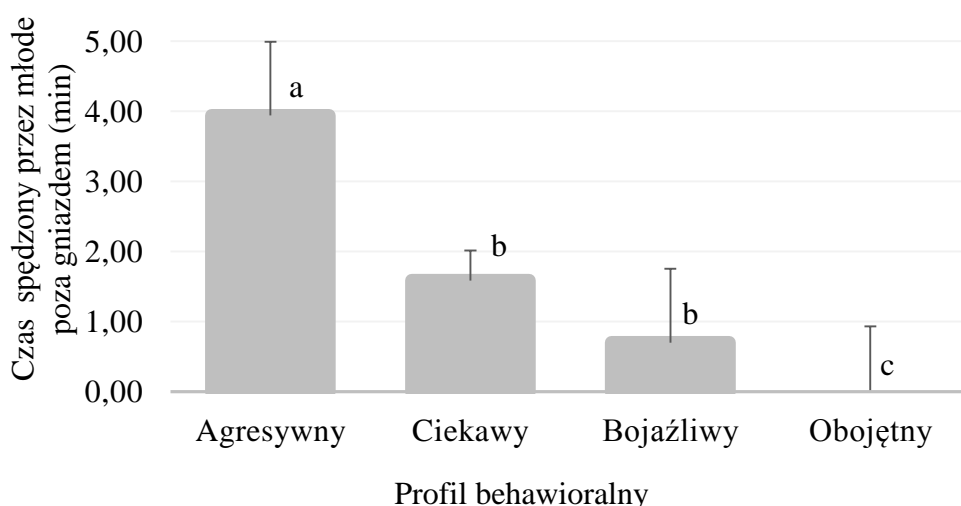 Czas spędzony przez młode
poza gniazdem (min)
5,00
4,00
3,00
2,00
1,00
0,00
a
b
b
c
Agresywny
Ciekawy
Bojaźliwy
Obojętny
Profil behawioralny